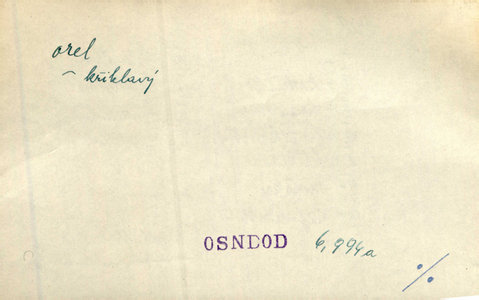 orel
– křiklavý
OSNDOD 6,994a
%